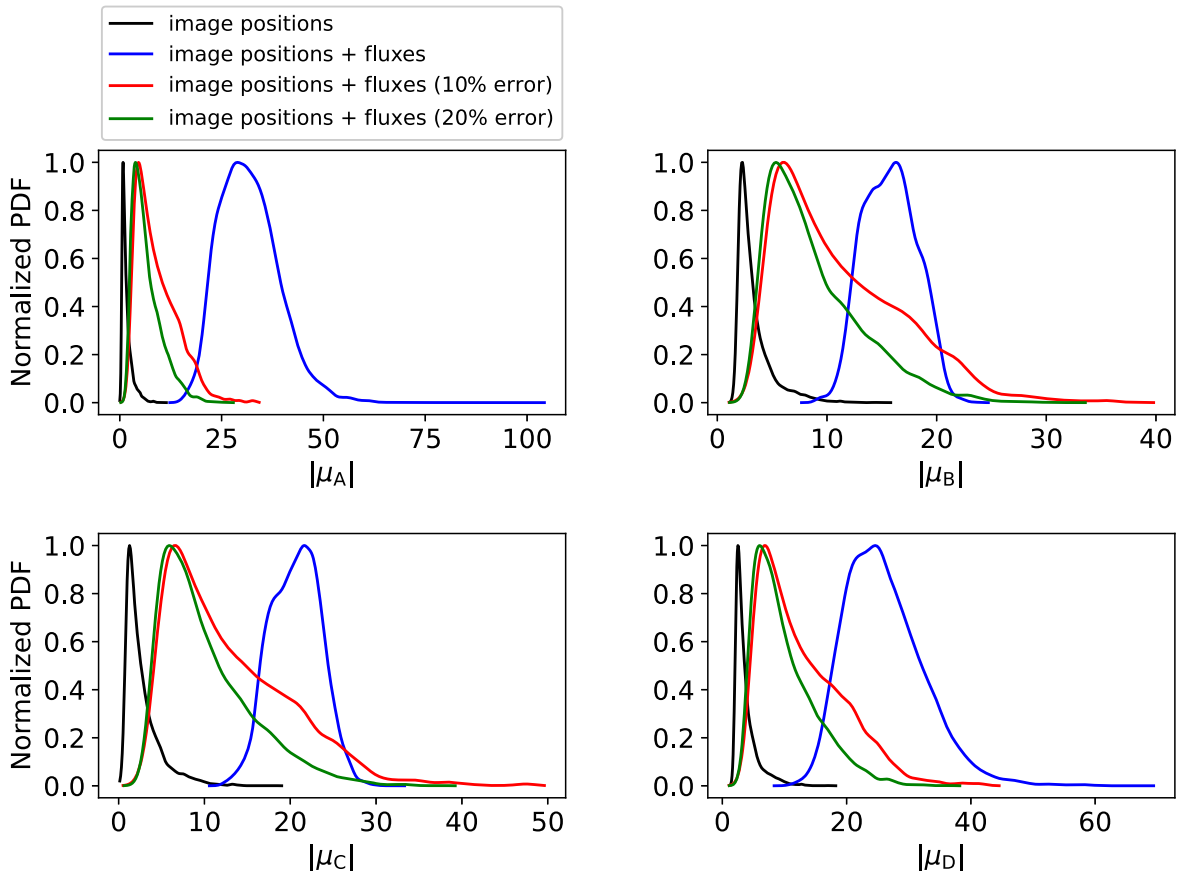 image positions
image positions + fluxes
image positions + fluxes (10% error)
image positions + fluxes (20% error)
Normalized PDF
1.0
0.8
0.6
0.4
0.2
0.0
0 25 50 75 100
|μA|
1.0
0.8
0.6
0.4
0.2
0.0
0 10 20 30 40
|μB|
Normalized PDF
1.0
0.8
0.6
0.4
0.2
0.0
0 10 20 30 40 50
|μC|
1.0
0.8
0.6
0.4
0.2
0.0
0 20 40 60
|μD|